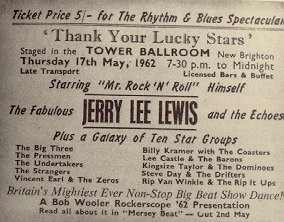 Ticket Price 5/- for The Rhythm & Blues Spectacular
'Thank Your Lucky Stars'
Staged in the TOWER BALLROOM New Brighton
Thursday 17th May, 1962 7-30 p.m. to Midnight
Late Transport Licensed Bars & Buffet
Starring "Mr. Rock 'N' Roll" Himself
The Fabulous JERRY LEE LEWIS and the Echoes
Plus a Galaxy of Ten Star Groups
The Big Three Billy Kramer with The Coasters
The Pressmen Lee Castle & The Barons
The Undertakers Kingsize Taylor & The Dominoes
The Strangers Steve Day & The Drifters
Vincent Earl & The Zeros Rip Van Winkle & The Rip It Ups
Britain's Mightiest Ever Non-Stop Big Beat Show Dance!
A Bob Wooler Rockerscope '62 Presentation
Read all about it in "Mersey Beat" — Out 2nd May